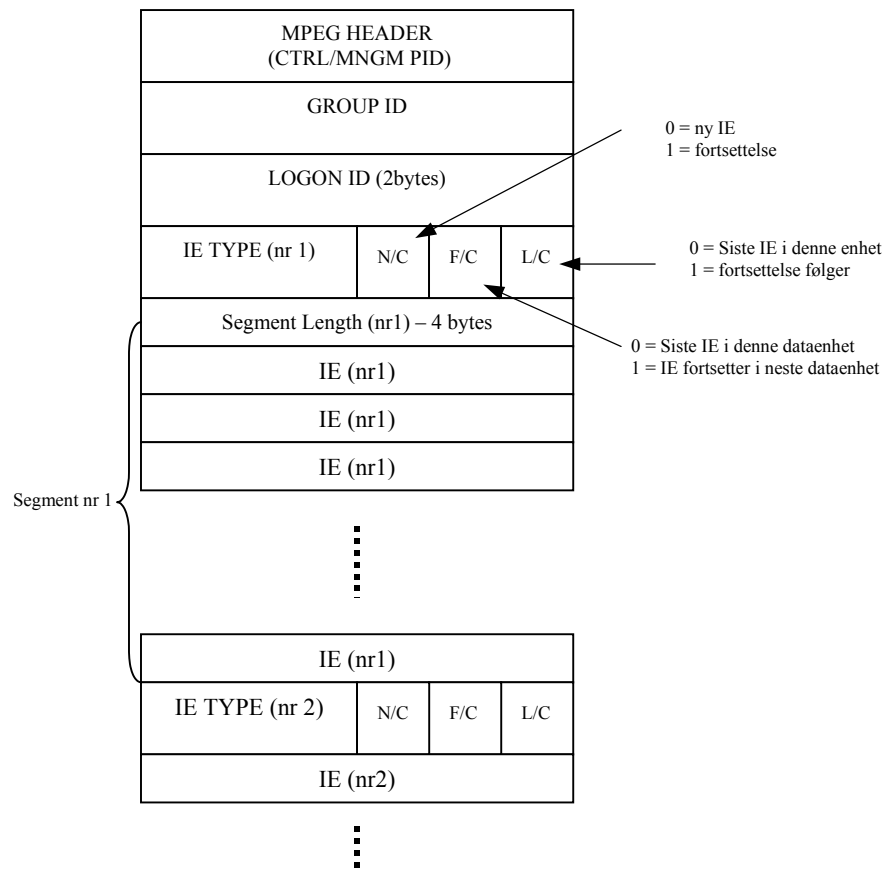 MPEG HEADER
(CTRL/MNGM PID)
GROUP ID
0 = ny IE
1 = fortsettelse
LOGON ID (2bytes)
IE TYPE (nr 1)
N/C
F/C
L/C
0 = Siste IE i denne enhet
1 = fortsettelse følger
Segment Length (nr1) – 4 bytes
0 = Siste IE i denne dataenhet
1 = IE fortsetter i neste dataenhet
IE (nr1)
IE (nr1)
IE (nr1)
Segment nr 1
IE (nr1)
IE TYPE (nr 2)
N/C
F/C
L/C
IE (nr2)